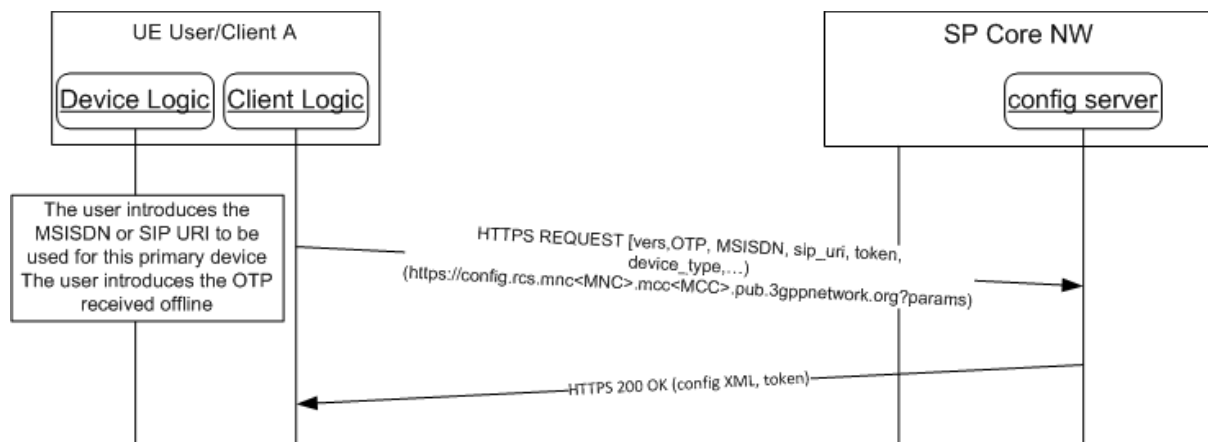 UE User/Client A
SP Core NW
Device Logic
Client Logic
config server
The user introduces the
MSISDN or SIP URI to be
used for this primary device
The user introduces the OTP
received offline
HTTPS REQUEST [vers,OTP, MSISDN, sip_uri, token,
device_type,…)
(https://config.rcs.mnc<MNC>.mcc<MCC>.pub.3gppnetwork.org?params)
HTTPS 200 OK (config XML, token)